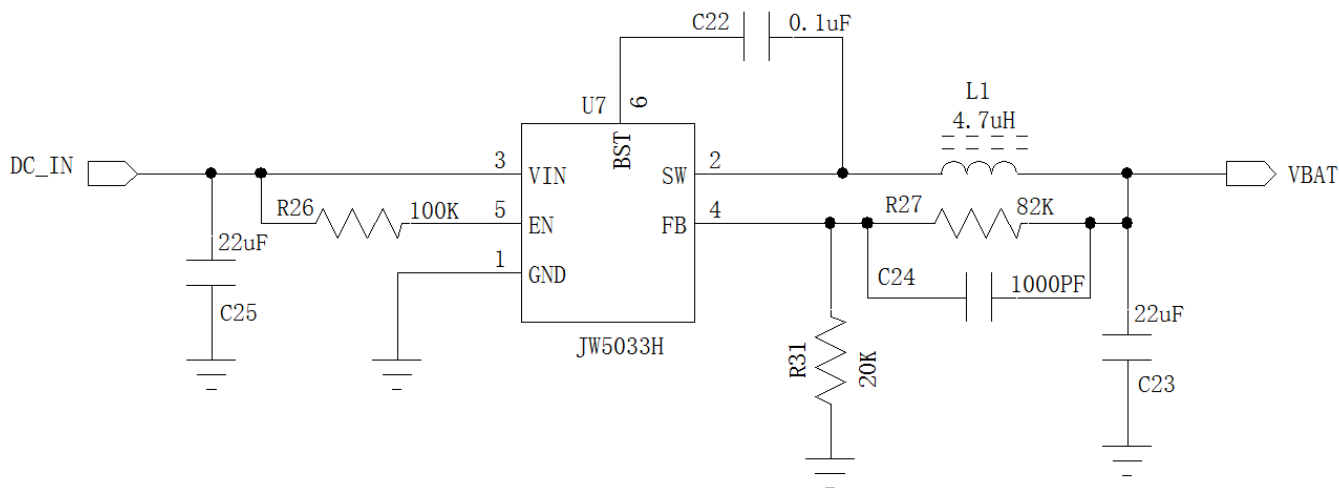 C22 0.1uF
U7
6
BST
L1
4.7uH
DC_IN
3
VIN
SW
2
VBAT
R26
100K
5
EN
FB
4
R27
82K
22uF
1
GND
C24
1000PF
C25
22uF
JW5033H
R31
20K
C23